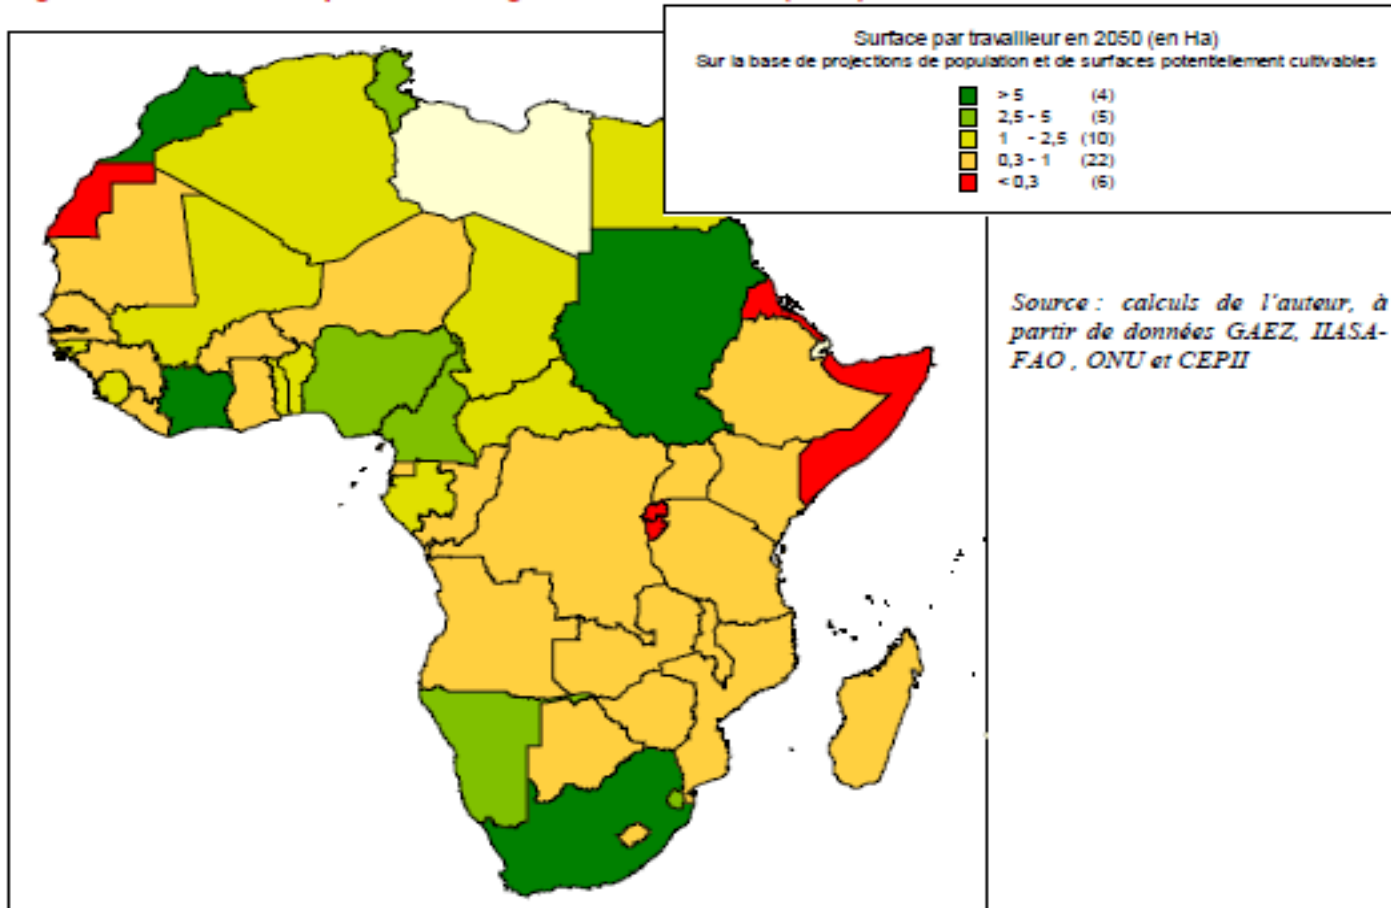 Surface par travailleur en 2050 (en Ha)
Sur la base de projections de population et de surfaces potentiellement cultivables
> 5 (4)
2,5 - 5 (5)
1 - 2,5 (10)
0,3 - 1 (22)
< 0,3 (6)
Source : calculs de l'auteur, à
partir de données GAEZ, IIASA-
FAO , ONU et CEPII